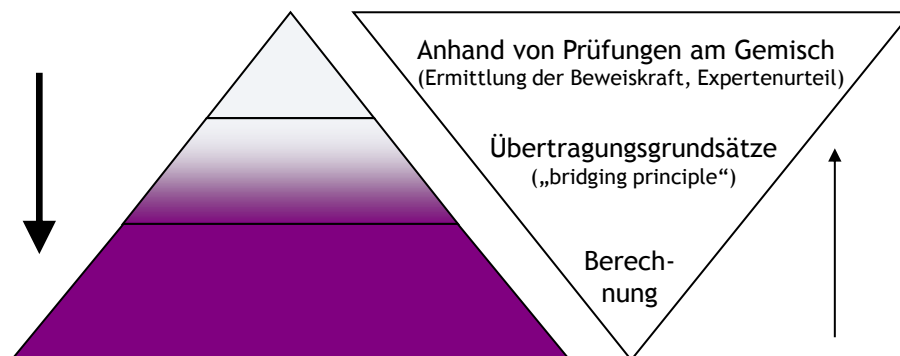 Anhand von Prüfungen am Gemisch
(Ermittlung der Beweiskraft, Expertenurteil)
Übertragungsgrundsätze
(„bridging principle“)
Berech-
nung